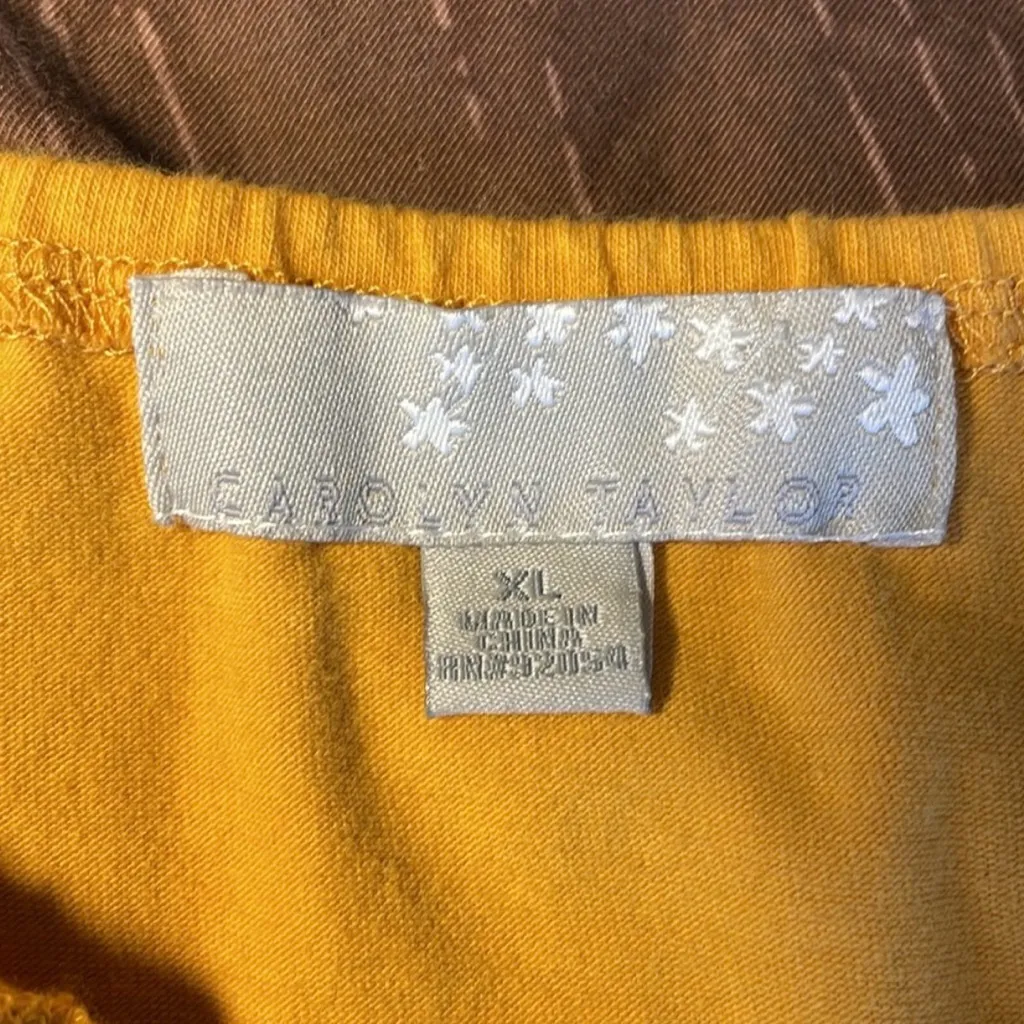 CAROLYN TAYLOR
XL
MADE IN
CHINA
RN#92054